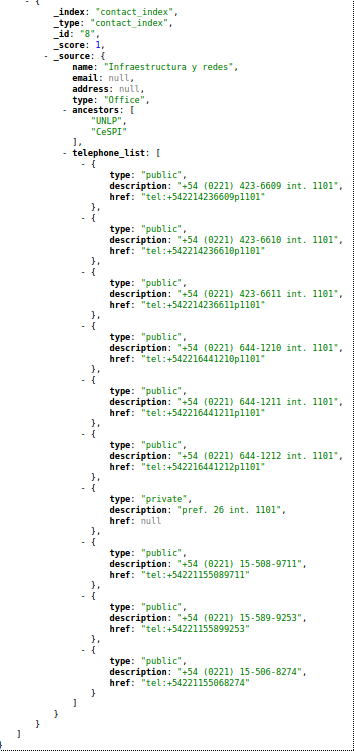 - {
_index: "contact_index",
_type: "contact_index",
_id: "8",
_score: 1,
- _source: {
name: "Infraestructura y redes",
email: null,
address: null,
type: "Office",
- ancestors: [
"UNLP",
"CeSPI"
],
- telephone_list: [
- {
type: "public",
description: "+54 (0221) 423-6609 int. 1101",
href: "tel:+542214236609p1101"
},
- {
type: "public",
description: "+54 (0221) 423-6610 int. 1101",
href: "tel:+542214236610p1101"
},
- {
type: "public",
description: "+54 (0221) 423-6611 int. 1101",
href: "tel:+542214236611p1101"
},
- {
type: "public",
description: "+54 (0221) 644-1210 int. 1101",
href: "tel:+542216441210p1101"
},
- {
type: "public",
description: "+54 (0221) 644-1211 int. 1101",
href: "tel:+542216441211p1101"
},
- {
type: "public",
description: "+54 (0221) 644-1212 int. 1101",
href: "tel:+542216441212p1101"
},
- {
type: "private",
description: "pref. 26 int. 1101",
href: null
},
- {
type: "public",
description: "+54 (0221) 15-508-9711",
href: "tel:+54221155089711"
},
- {
type: "public",
description: "+54 (0221) 15-589-9253",
href: "tel:+54221155899253"
},
- {
type: "public",
description: "+54 (0221) 15-506-8274",
href: "tel:+54221155068274"
}
]
}
}
]
}